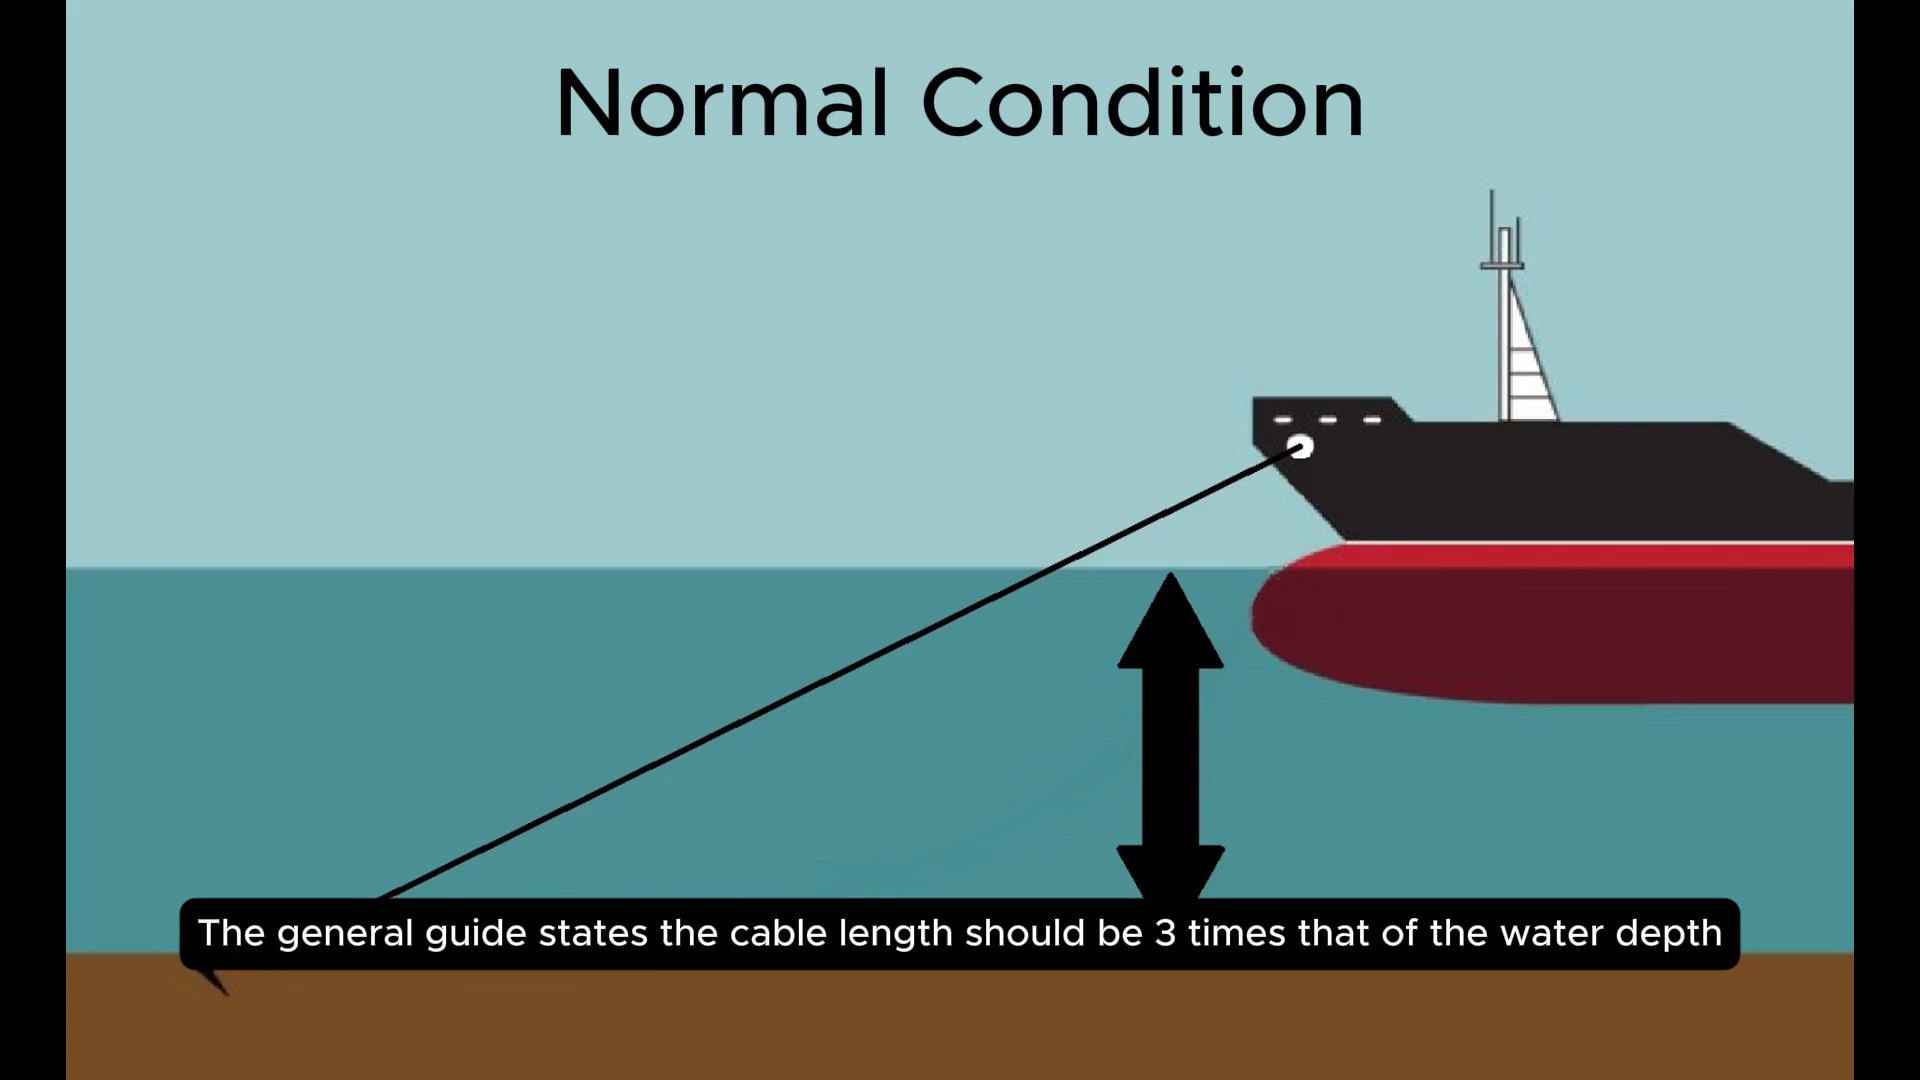 Normal Condition
The general guide states the cable length should be 3 times that of the water depth